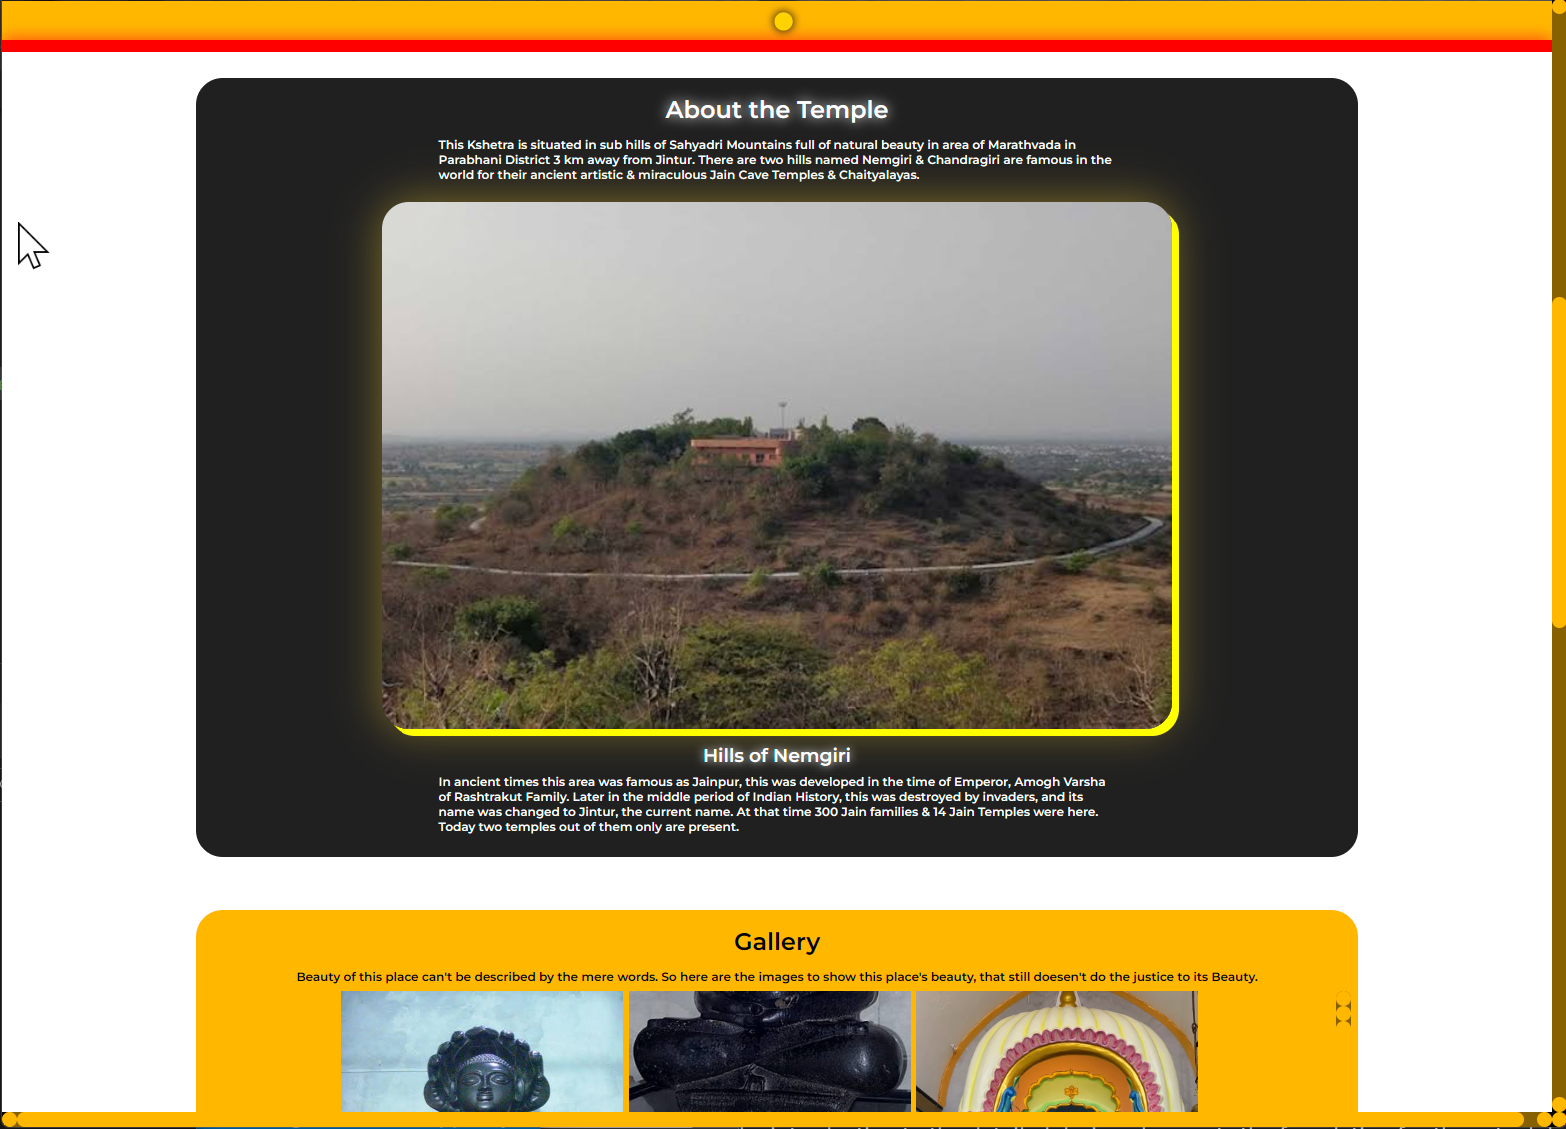 About the Temple
This Kshetra is situated in sub hills of Sahyadri Mountains full of natural beauty in area of Marathvada in
Parabhani District 3 km away from Jintur. There are two hills named Nemgiri & Chandragiri are famous in the
world for their ancient artistic & miraculous Jain Cave Temples & Chaityalayas.
Hills of Nemgiri
In ancient times this area was famous as Jainpur, this was developed in the time of Emperor, Amogh Varsha
of Rashtrakut Family. Later in the middle period of Indian History, this was destroyed by invaders, and its
name was changed to Jintur, the current name. At that time 300 Jain families & 14 Jain Temples were here.
Today two temples out of them only are present.
Gallery
Beauty of this place can't be described by the mere words. So here are the images to show this place's beauty, that still doesen't do the justice to its Beauty.